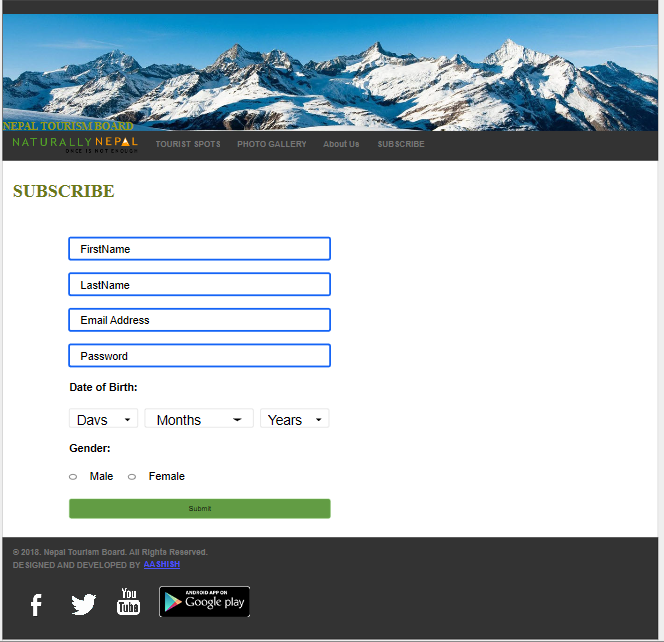 NEPAL TOURISM BOARD
NATURALLY NEPAL
ONCE IS NOT ENOUGH
TOURIST SPOTS PHOTO GALLERY About Us SUBSCRIBE
SUBSCRIBE
FirstName
LastName
Email Address
Password
Date of Birth:
Days Months Years
Gender:
Male Female
Submit
© 2018. Nepal Tourism Board. All Rights Reserved.
DESIGNED AND DEVELOPED BY AASHISH
f You Tube
ANDROID APP ON
Google play